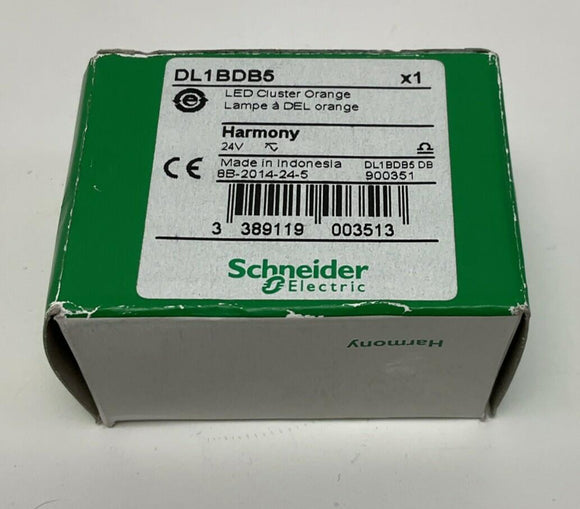 DL1BDB5 x1
LED Cluster Orange
Lampe à DEL orange
Harmony
24V
CE Made in Indonesia DL1BDB5 DB
8B-2014-24-5 900351
3 389119 003513
Schneider
Electric
Harmony